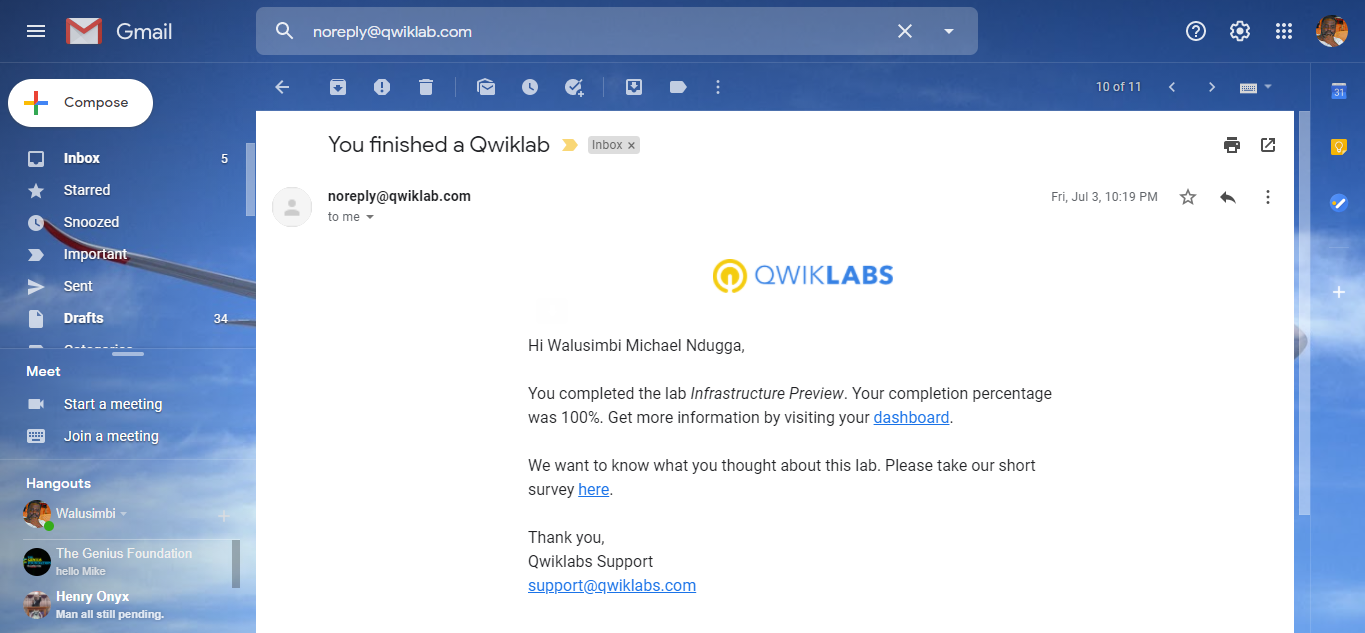 Gmail
noreply@qwiklab.com
Compose
10 of 11
31
Inbox 5
Starred
Snoozed
Important
Sent
Drafts 34
Categories
Meet
Start a meeting
Join a meeting
Hangouts
Walusimbi
The Genius Foundation
hello Mike
Henry Onyx
Man all still pending.
You finished a Qwiklab
Inbox ×
noreply@qwiklab.com
Fri, Jul 3, 10:19 PM
to me
QWIKLABS
Hi Walusimbi Michael Ndugga,
You completed the lab Infrastructure Preview. Your completion percentage
was 100%. Get more information by visiting your dashboard.
We want to know what you thought about this lab. Please take our short
survey here.
Thank you,
Qwiklabs Support
support@qwiklabs.com